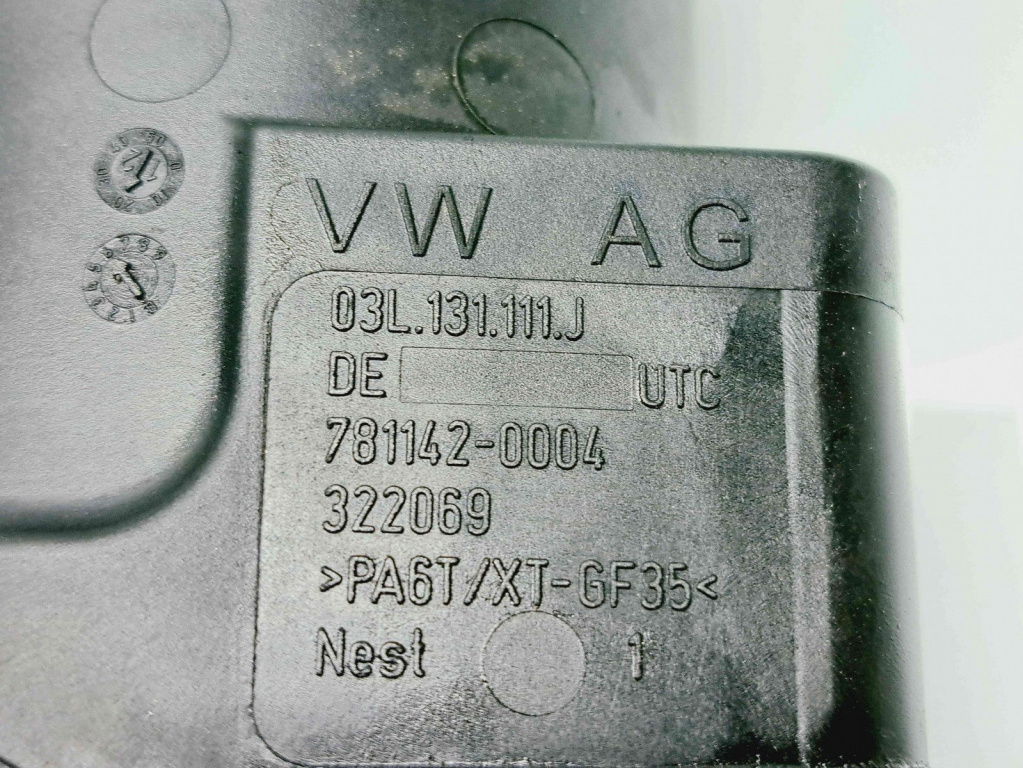 VW AG
03L.131.111.J
DE UTC
781142-0004
322069
>PA6T/XT-GF35<
Nest 1